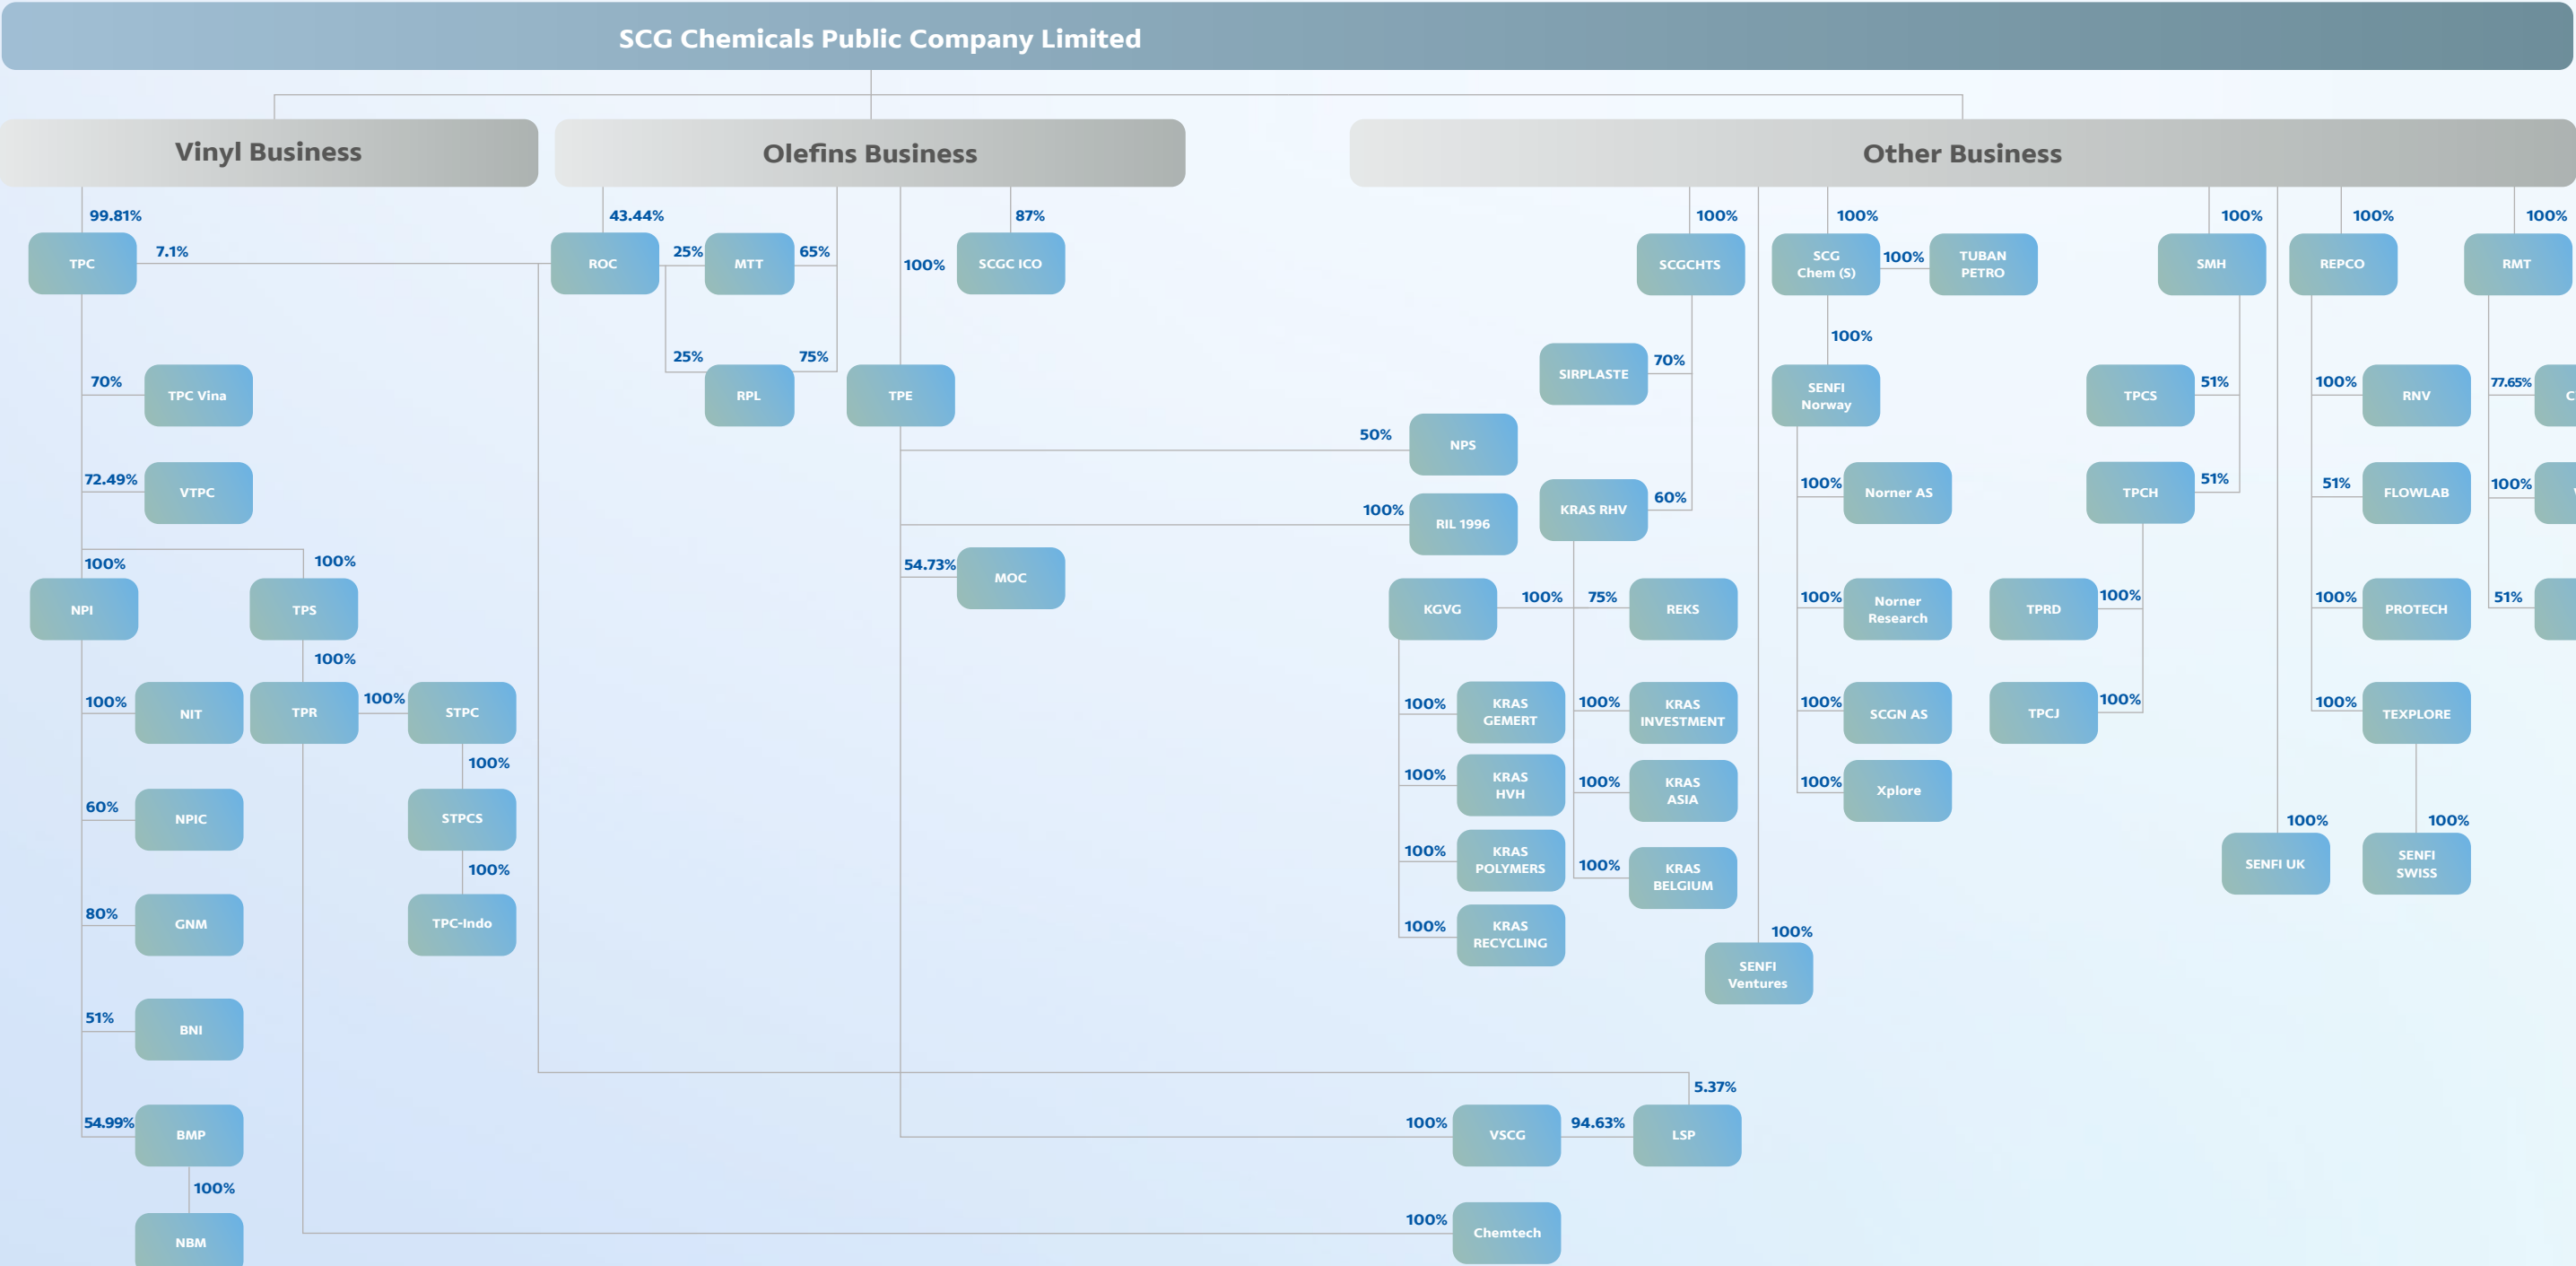 SCG Chemicals Public Company Limited
Vinyl Business
Olefins Business
Other Business
99.81%
43.44%
87%
100%
100%
100%
100%
100%
TPC
7.1%
ROC
25%
MTT
65%
100%
SCGC ICO
SCGCHTS
SCG
Chem (S)
100%
TUBAN
PETRO
SMH
REPCO
RMT
100%
25%
75%
SIRPLASTE
70%
70%
TPC Vina
RPL
TPE
SENFI
Norway
TPCS
51%
100%
RNV
77.65%
C
50%
NPS
72.49%
VTPC
KRAS RHV
60%
100%
Norner AS
TPCH
51%
51%
FLOWLAB
100%
100%
RIL 1996
100%
100%
54.73%
MOC
NPI
TPS
KGVG
100%
75%
REKS
100%
Norner
Research
TPRD
100%
100%
PROTECH
51%
100%
100%
NIT
TPR
100%
STPC
100%
KRAS
GEMERT
100%
KRAS
INVESTMENT
100%
SCGN AS
TPCJ
100%
100%
TEXPLORE
100%
100%
KRAS
HVH
100%
KRAS
ASIA
100%
Xplore
60%
NPIC
STPCS
100%
100%
100%
KRAS
POLYMERS
100%
KRAS
BELGIUM
SENFI UK
SENFI
SWISS
100%
80%
GNM
TPC-Indo
100%
KRAS
RECYCLING
100%
SENFI
Ventures
51%
BNI
5.37%
54.99%
BMP
100%
VSCG
94.63%
LSP
100%
NBM
100%
Chemtech